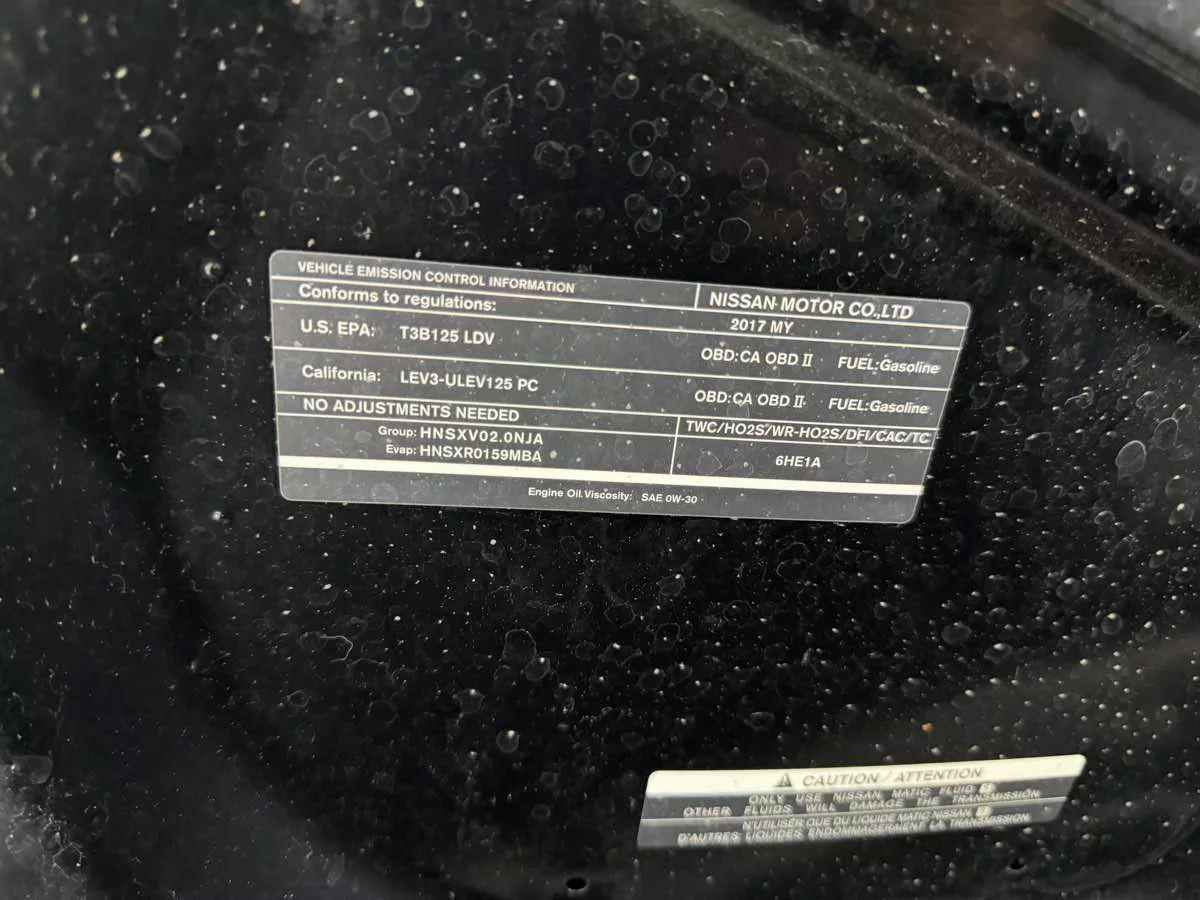 VEHICLE EMISSION CONTROL INFORMATION
NISSAN MOTOR CO.,LTD
Conforms to regulations:
2017 MY
U.S. EPA: T3B125 LDV
OBD:CA OBD II FUEL:Gasoline
California: LEV3-ULEV125 PC
OBD:CA OBD II FUEL:Gasoline
NO ADJUSTMENTS NEEDED
TWC/HO2S/WR-HO2S/DFI/CAC/TC
Group: HNSXV02.0NJA
Evap: HNSXR0159MBA
6HE1A
Engine Oil Viscosity: SAE 0W-30
CAUTION / ATTENTION
ONLY USE NISSAN MATIC FLUID
OTHER FLUIDS WILL DAMAGE THE TRANSMISSION.
N'UTILISER QUE DU LIQUIDE MATIC NISSAN
D'AUTRES LIQUIDES ENDOMMAGERAIENT LA TRANSMISSION.